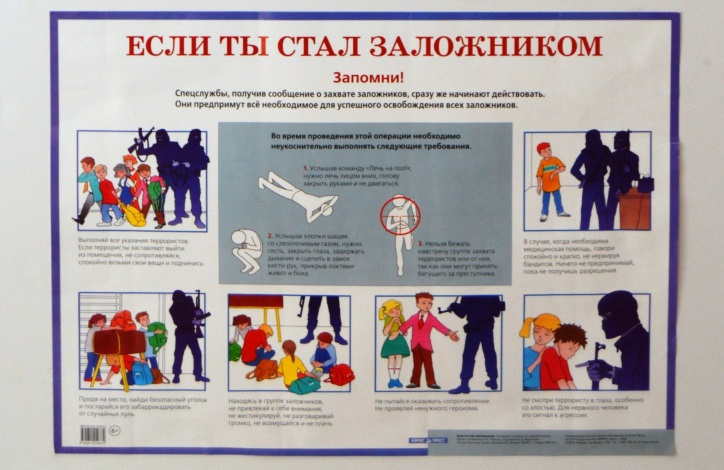 ЕСЛИ ТЫ СТАЛ ЗАЛОЖНИКОМ
Запомни!
Спецслужбы, получив сообщение о захвате заложников, сразу же начинают действовать.
Они предпримут всё необходимое для успешного освобождения всех заложников.
Во время проведения этой операции необходимо
неукоснительно выполнять следующие требования.
1. Услышав команду «Лечь на пол!»,
нужно лечь лицом вниз, голову
закрыть руками и не двигаться.
2. Услышав хлопки шашек
со слезоточивым газом, нужно
сесть, закрыть глаза, задержать
дыхание и сцепить в замок
кисти рук, прикрыв локтями
живот и бока.
3. Нельзя бежать
навстречу группе захвата
террористов или от них,
так как они могут принять
бегущего за преступника.
Выполняй все указания террористов.
Если террористы заставляют выйти
из помещения, не сопротивляйся,
спокойно возьми свои вещи и подчинись.
В случае, когда необходима
медицинская помощь, говори
спокойно и кратко, не нервируя
бандитов. Ничего не предпринимай,
пока не получишь разрешения.
Придя на место, найди безопасный уголок
и постарайся его забаррикадировать
от случайных пуль.
Находясь в группе заложников,
не привлекай к себе внимания,
не жестикулируй, не разговаривай
громко, не возмущайся и не плачь.
Не пытайся оказывать сопротивление.
Не проявляй ненужного героизма.
Не смотри террористу в глаза, особенно
со злостью. Для нервного человека
это сигнал к агрессии.
6+